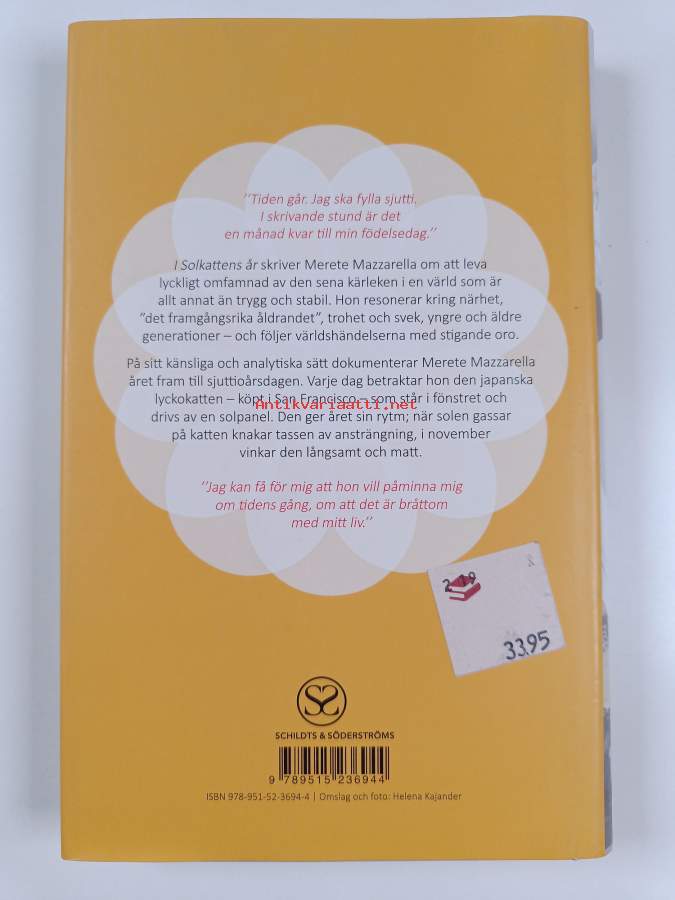 ”Tiden går. Jag ska fylla sjutti.
I skrivande stund är det
en månad kvar till min födelsedag.”
I Solkattens år skriver Merete Mazzarella om att leva
lyckligt omfamnad av den sena kärleken i en värld som är
allt annat än trygg och stabil. Hon resonerar kring närhet,
”det framgångsrika åldrandet”, trohet och svek, yngre och äldre
generationer – och följer världshändelserna med stigande oro.
På sitt känsliga och analytiska sätt dokumenterar Merete Mazzarella
året fram till sjuttioårsdagen. Varje dag betraktar hon den japanska
lyckokatten – köpt i San Francisco – som står i fönstret och
Antikvariaatti.net
drivs av en solpanel. Den ger året sin rytm; när solen gassar
på katten knakar tassen av ansträngning, i november
vinkar den långsamt och matt.
”Jag kan få för mig att hon vill påminna mig
om tidens gång, om att det är bråttom
med mitt liv.”
2 19
33.95
SCHILDTS & SÖDERSTRÖMS
9 789515 236944
ISBN 978-951-52-3694-4 | Omslag och foto: Helena Kajander